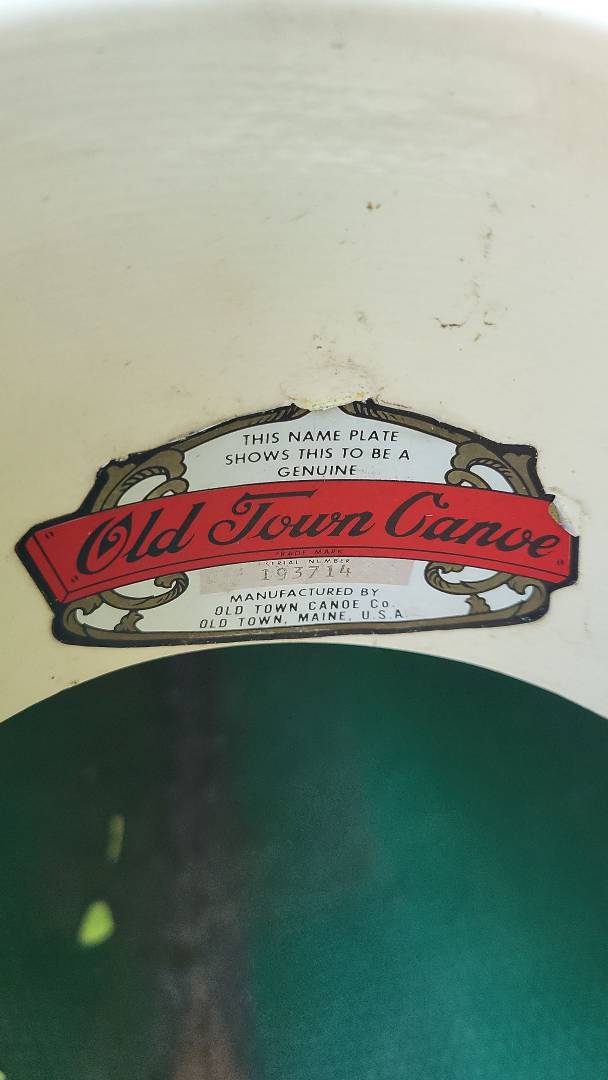 THIS NAME PLATE
SHOWS THIS TO BE A
GENUINE
Old Town Canoe
TRADE MARK
SERIAL NUMBER
193714
MANUFACTURED BY
OLD TOWN CANOE Co.
OLD TOWN, MAINE, U.S.A.